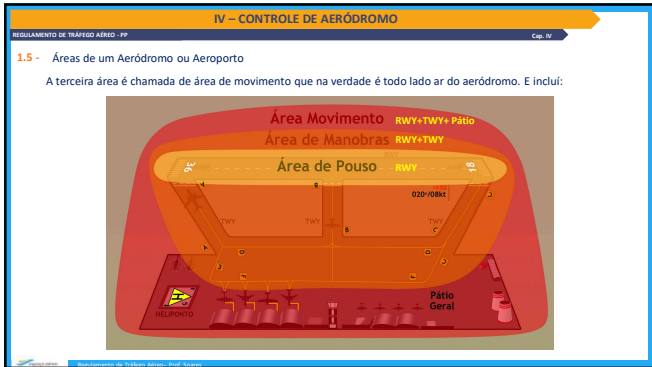 IV – CONTROLE DE AERÓDROMO
REGULAMENTO DE TRÁFEGO AÉREO - PP
Cap. IV
1.5 - Áreas de um Aeródromo ou Aeroporto
A terceira área é chamada de área de movimento que na verdade é todo lado ar do aeródromo. E incluí:
Área Movimento RWY+TWY+ Pátio
Área de Manobras RWY+TWY
36 Área de Pouso RWY 18
020º/08kt
TWY TWY TWY
B C
Pátio
Geral
H
HELIPONTO
TWR
Regulamento de Tráfego Aéreo– Prof. Soares